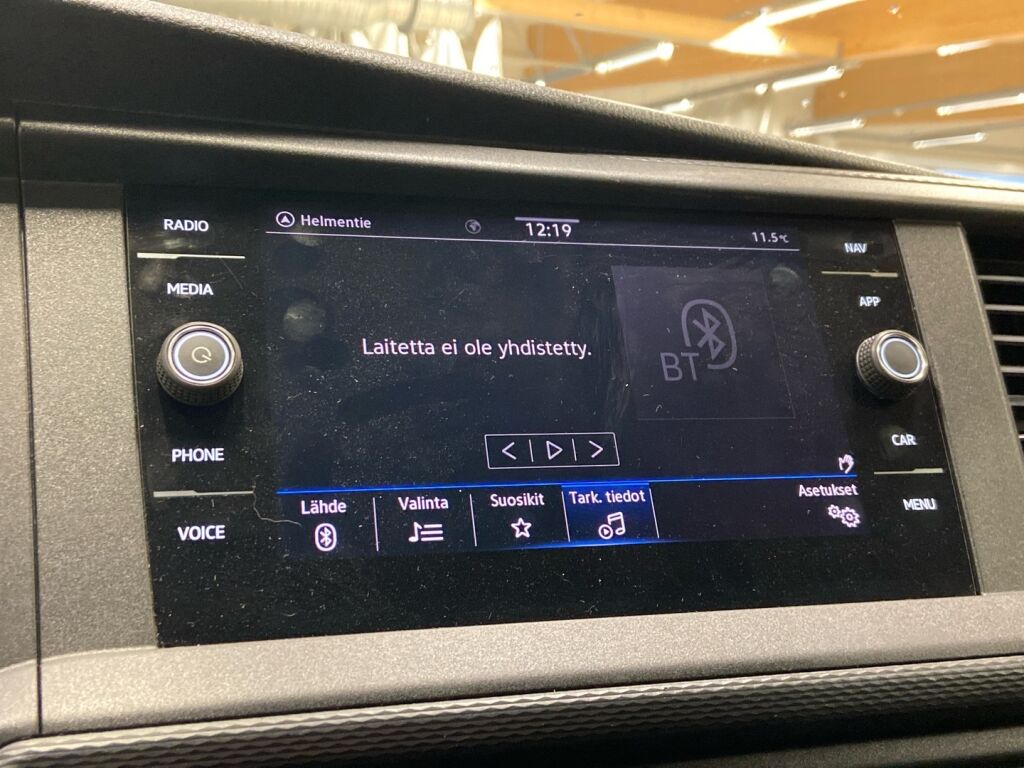 RADIO
MEDIA
PHONE
VOICE
Helmentie
12:19
11.5°C
Laitetta ei ole yhdistetty.
BT
Lähde
Valinta
Suosikit
Tark. tiedot
Asetukset
NAV
APP
CAR
MENU